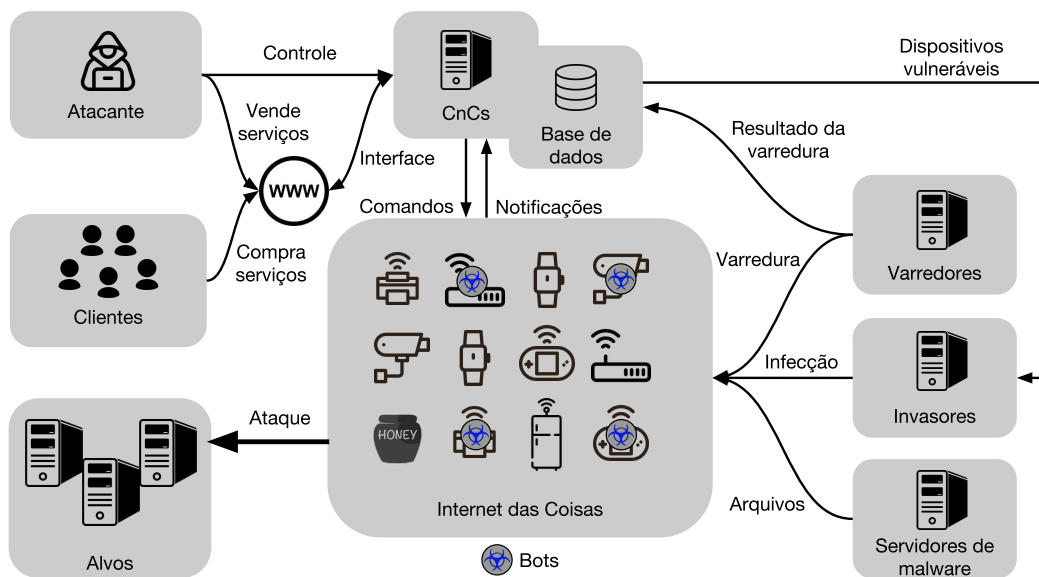 Atacante
Controle
Vende
serviços
CnCs
Base de
dados
Dispositivos
vulneráveis
Resultado da
varredura
WWW
Interface
Comandos
Notificações
Clientes
Compra
serviços
Varredura
Varredores
Infecção
Invasores
Ataque
HONEY
Internet das Coisas
Arquivos
Servidores de
malware
Alvos
Bots